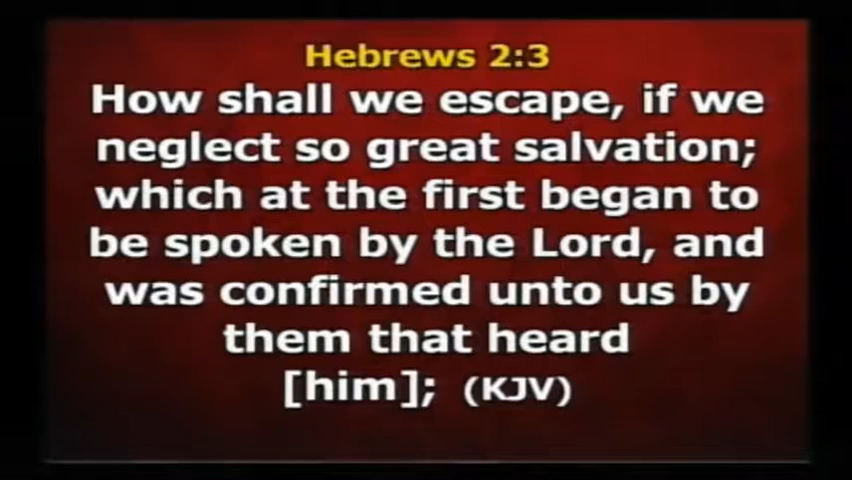 Hebrews 2:3
How shall we escape, if we
neglect so great salvation;
which at the first began to
be spoken by the Lord, and
was confirmed unto us by
them that heard
[him]; (KJV)